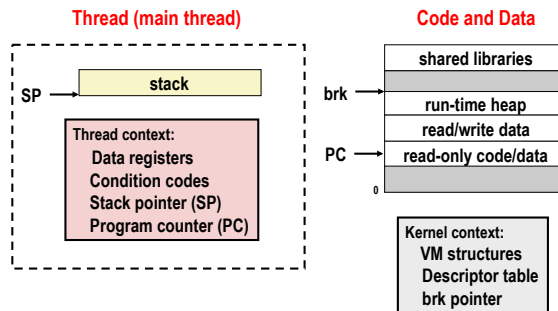 Thread (main thread)
SP
stack
Thread context:
Data registers
Condition codes
Stack pointer (SP)
Program counter (PC)
Code and Data
shared libraries
brk
run-time heap
read/write data
PC
read-only code/data
0
Kernel context:
VM structures
Descriptor table
brk pointer